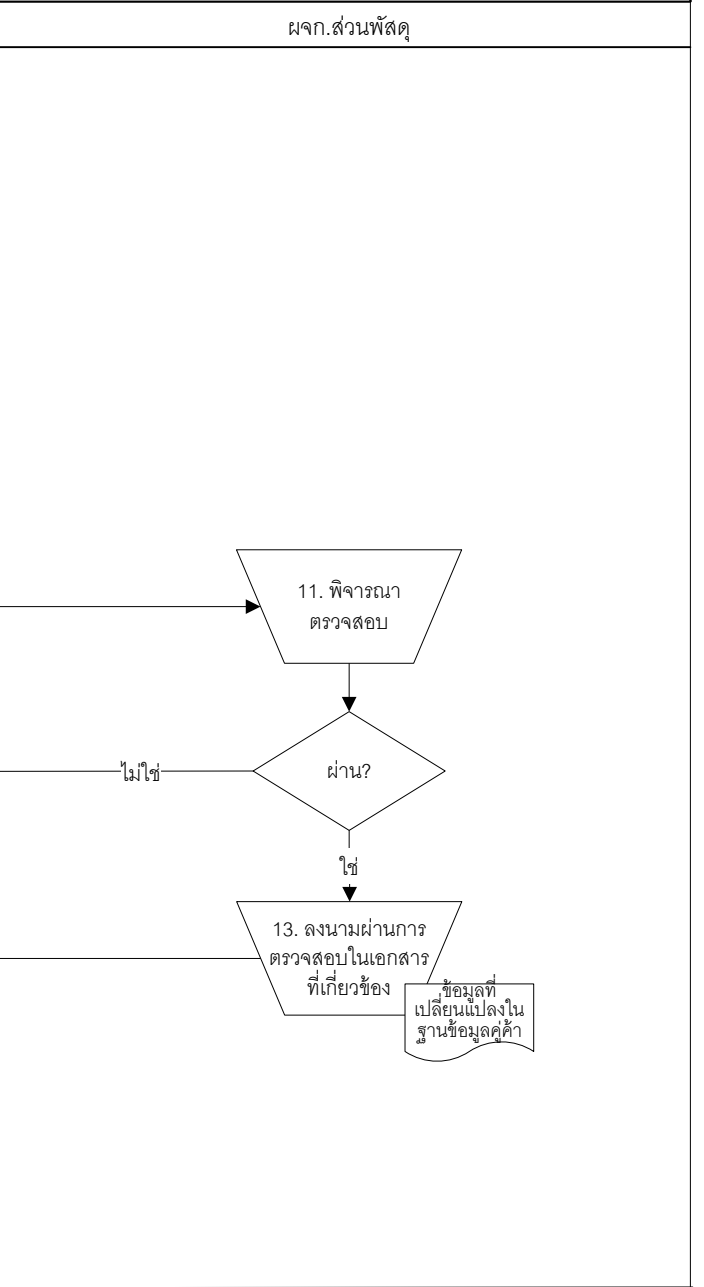 ผจก.ส่วนพัสดุ
11. พิจารณา
ตรวจสอบ
ผ่าน?
ไม่ใช่
ใช่
13. ลงนามผ่านการ
ตรวจสอบในเอกสาร
ที่เกี่ยวข้อง
ข้อมูลที่
เปลี่ยนแปลงใน
ฐานข้อมูลคู่ค้า